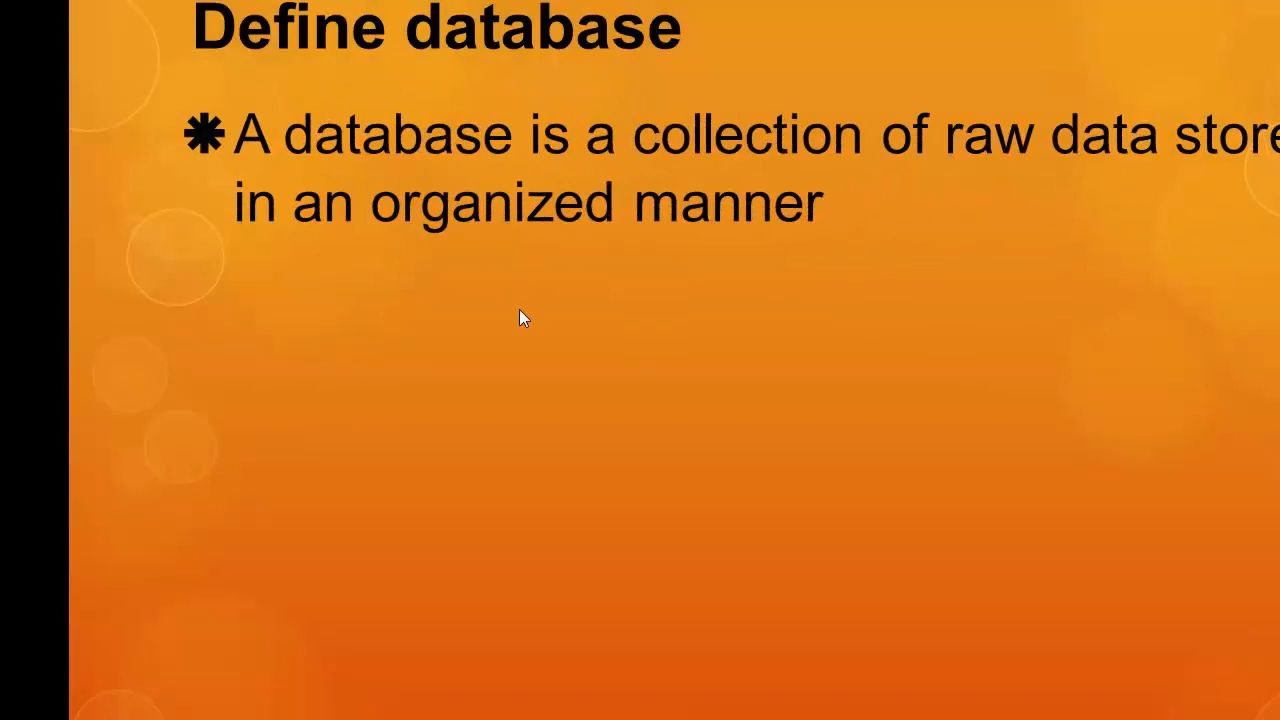 Define database
✱ A database is a collection of raw data store
in an organized manner